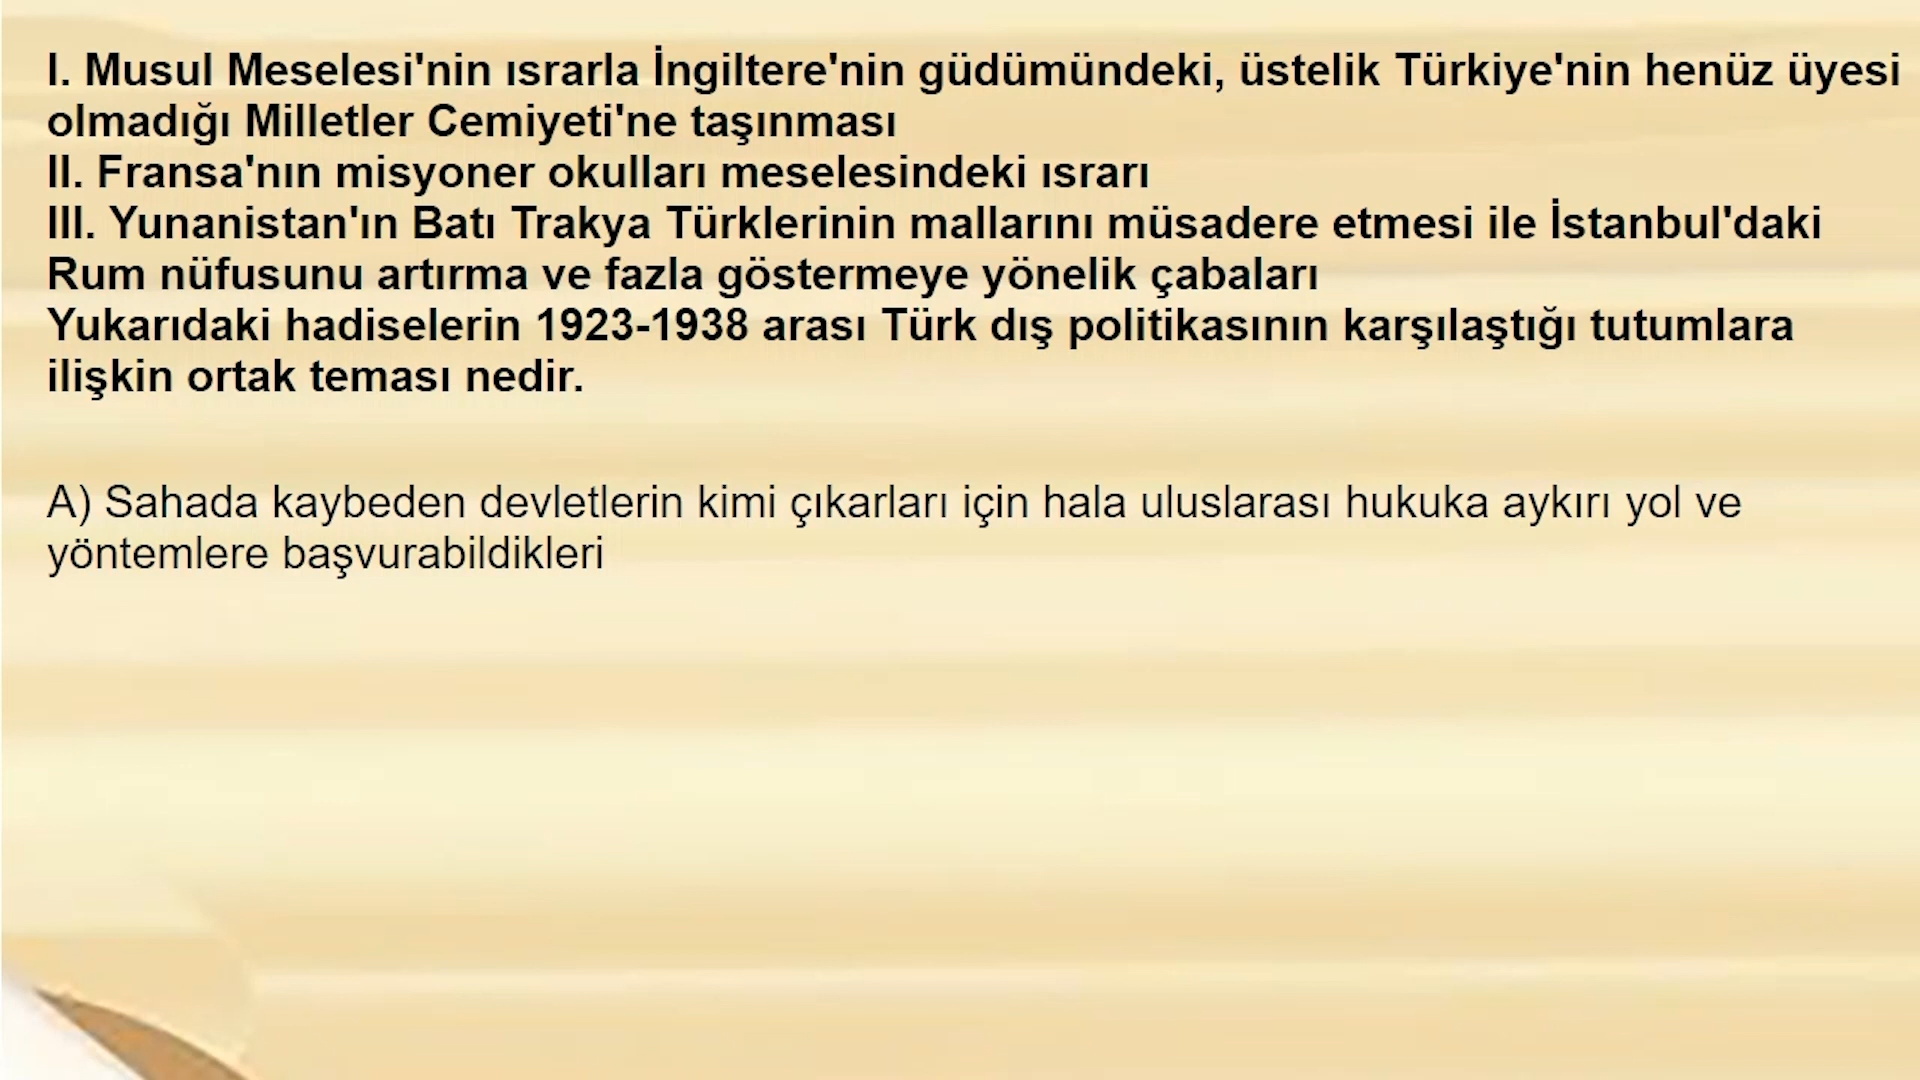 I. Musul Meselesi'nin ısrarla İngiltere'nin güdümündeki, üstelik Türkiye'nin henüz üyesi
olmadığı Milletler Cemiyeti'ne taşınması
II. Fransa'nın misyoner okulları meselesindeki ısrarı
III. Yunanistan'ın Batı Trakya Türklerinin mallarını müsadere etmesi ile İstanbul'daki
Rum nüfusunu artırma ve fazla göstermeye yönelik çabaları
Yukarıdaki hadiselerin 1923-1938 arası Türk dış politikasının karşılaştığı tutumlara
ilişkin ortak teması nedir.
A) Sahada kaybeden devletlerin kimi çıkarları için hala uluslarası hukuka aykırı yol ve
yöntemlere başvurabildikleri